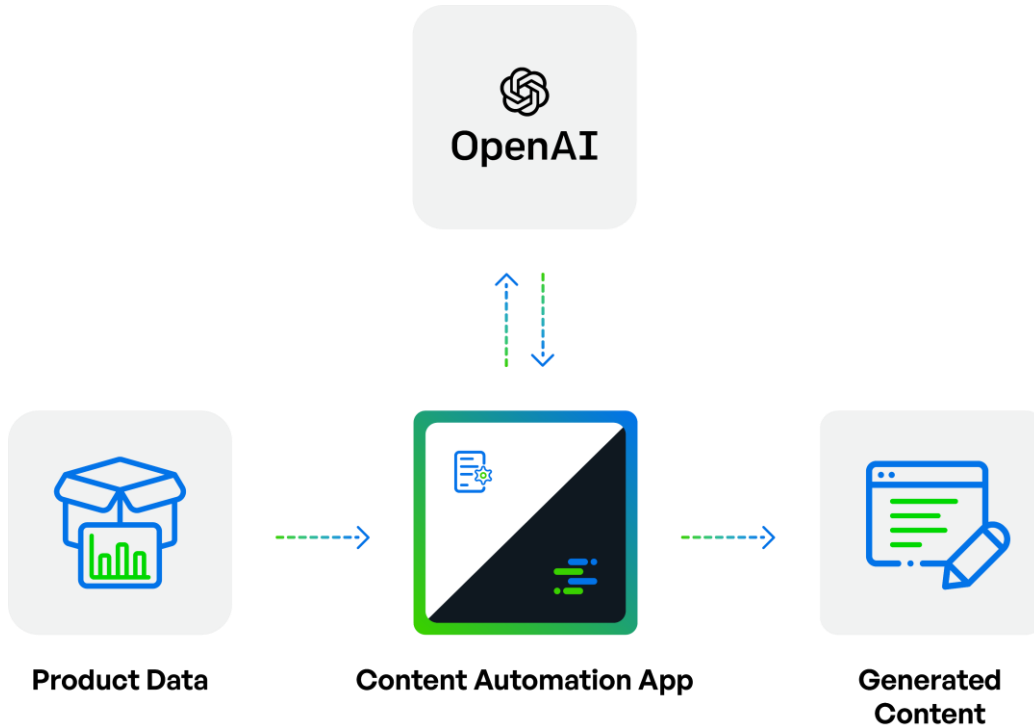 OpenAI
Product Data
Content Automation App
Generated
Content